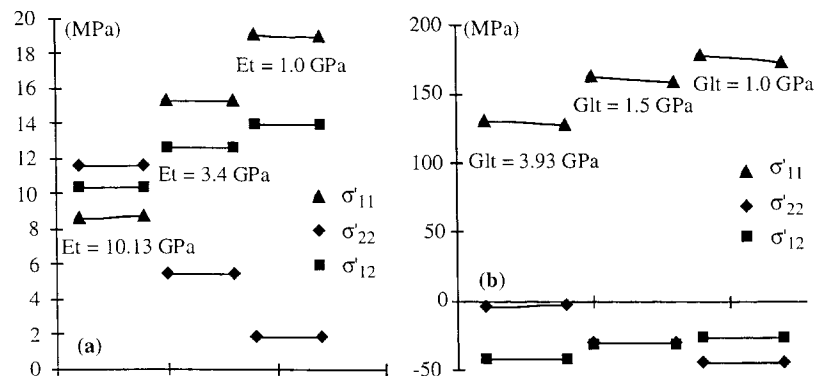 20
(MPa)
18
16
14
12
10
8
6
4
2
0
Et = 1.0 GPa
Et = 3.4 GPa
Et = 10.13 GPa
σ'11
σ'22
σ'12
(a)
200
(MPa)
150
100
50
0
-50
Glt = 1.0 GPa
Glt = 1.5 GPa
Glt = 3.93 GPa
σ'11
σ'22
σ'12
(b)